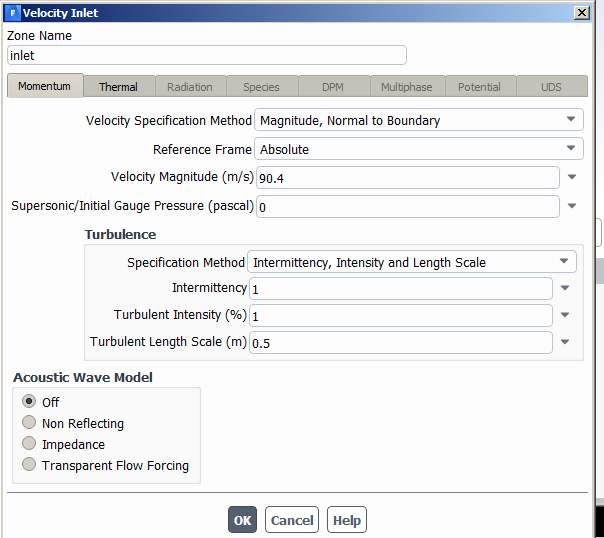 F Velocity Inlet
Zone Name
inlet
Momentum Thermal Radiation Species DPM Multiphase Potential UDS
Velocity Specification Method Magnitude, Normal to Boundary
Reference Frame Absolute
Velocity Magnitude (m/s) 90.4
Supersonic/Initial Gauge Pressure (pascal) 0
Turbulence
Specification Method Intermittency, Intensity and Length Scale
Intermittency 1
Turbulent Intensity (%) 1
Turbulent Length Scale (m) 0.5
Acoustic Wave Model
Off
Non Reflecting
Impedance
Transparent Flow Forcing
OK Cancel Help